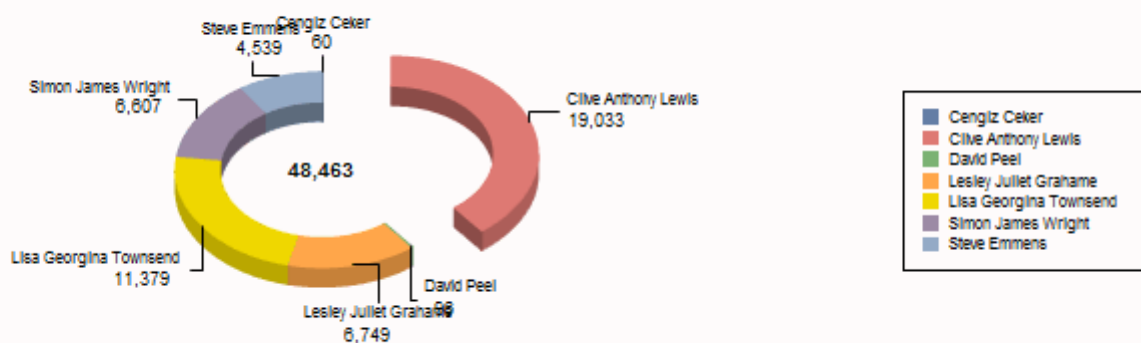 Cengiz Ceker
60
Steve Emmens
4,539
Simon James Wright
6,607
Clive Anthony Lewis
19,033
48,463
Lisa Georgina Townsend
11,379
David Peel
96
Lesley Juliet Grahame
6,749
Cengiz Ceker
Clive Anthony Lewis
David Peel
Lesley Juliet Grahame
Lisa Georgina Townsend
Simon James Wright
Steve Emmens